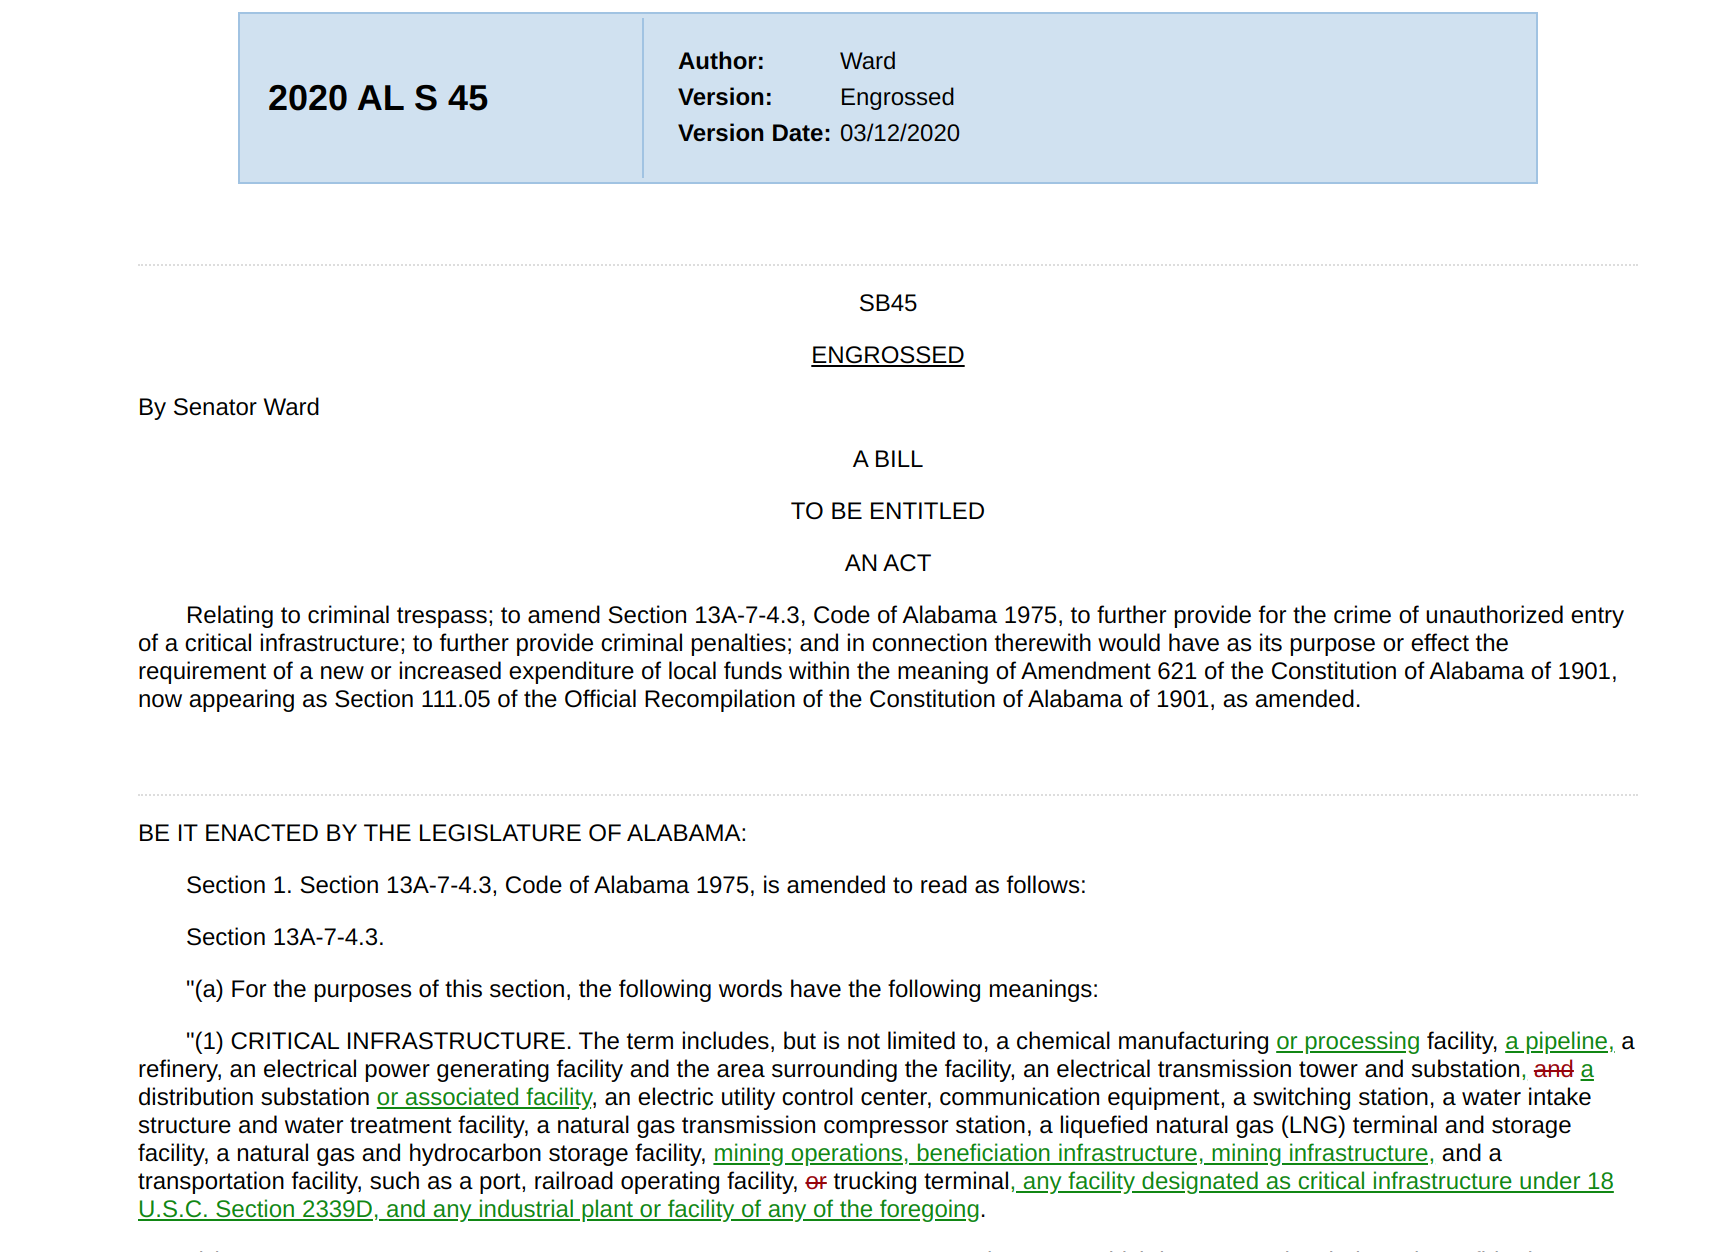 2020 AL S 45
Author: Ward
Version: Engrossed
Version Date: 03/12/2020
SB45
ENGROSSED
By Senator Ward
A BILL
TO BE ENTITLED
AN ACT
Relating to criminal trespass; to amend Section 13A-7-4.3, Code of Alabama 1975, to further provide for the crime of unauthorized entry
of a critical infrastructure; to further provide criminal penalties; and in connection therewith would have as its purpose or effect the
requirement of a new or increased expenditure of local funds within the meaning of Amendment 621 of the Constitution of Alabama of 1901,
now appearing as Section 111.05 of the Official Recompilation of the Constitution of Alabama of 1901, as amended.
BE IT ENACTED BY THE LEGISLATURE OF ALABAMA:
Section 1. Section 13A-7-4.3, Code of Alabama 1975, is amended to read as follows:
Section 13A-7-4.3.
"(a) For the purposes of this section, the following words have the following meanings:
"(1) CRITICAL INFRASTRUCTURE. The term includes, but is not limited to, a chemical manufacturing or processing facility, a pipeline, a
refinery, an electrical power generating facility and the area surrounding the facility, an electrical transmission tower and substation, and a
distribution substation or associated facility, an electric utility control center, communication equipment, a switching station, a water intake
structure and water treatment facility, a natural gas transmission compressor station, a liquefied natural gas (LNG) terminal and storage
facility, a natural gas and hydrocarbon storage facility, mining operations, beneficiation infrastructure, mining infrastructure, and a
transportation facility, such as a port, railroad operating facility, or trucking terminal, any facility designated as critical infrastructure under 18
U.S.C. Section 2339D, and any industrial plant or facility of any of the foregoing.